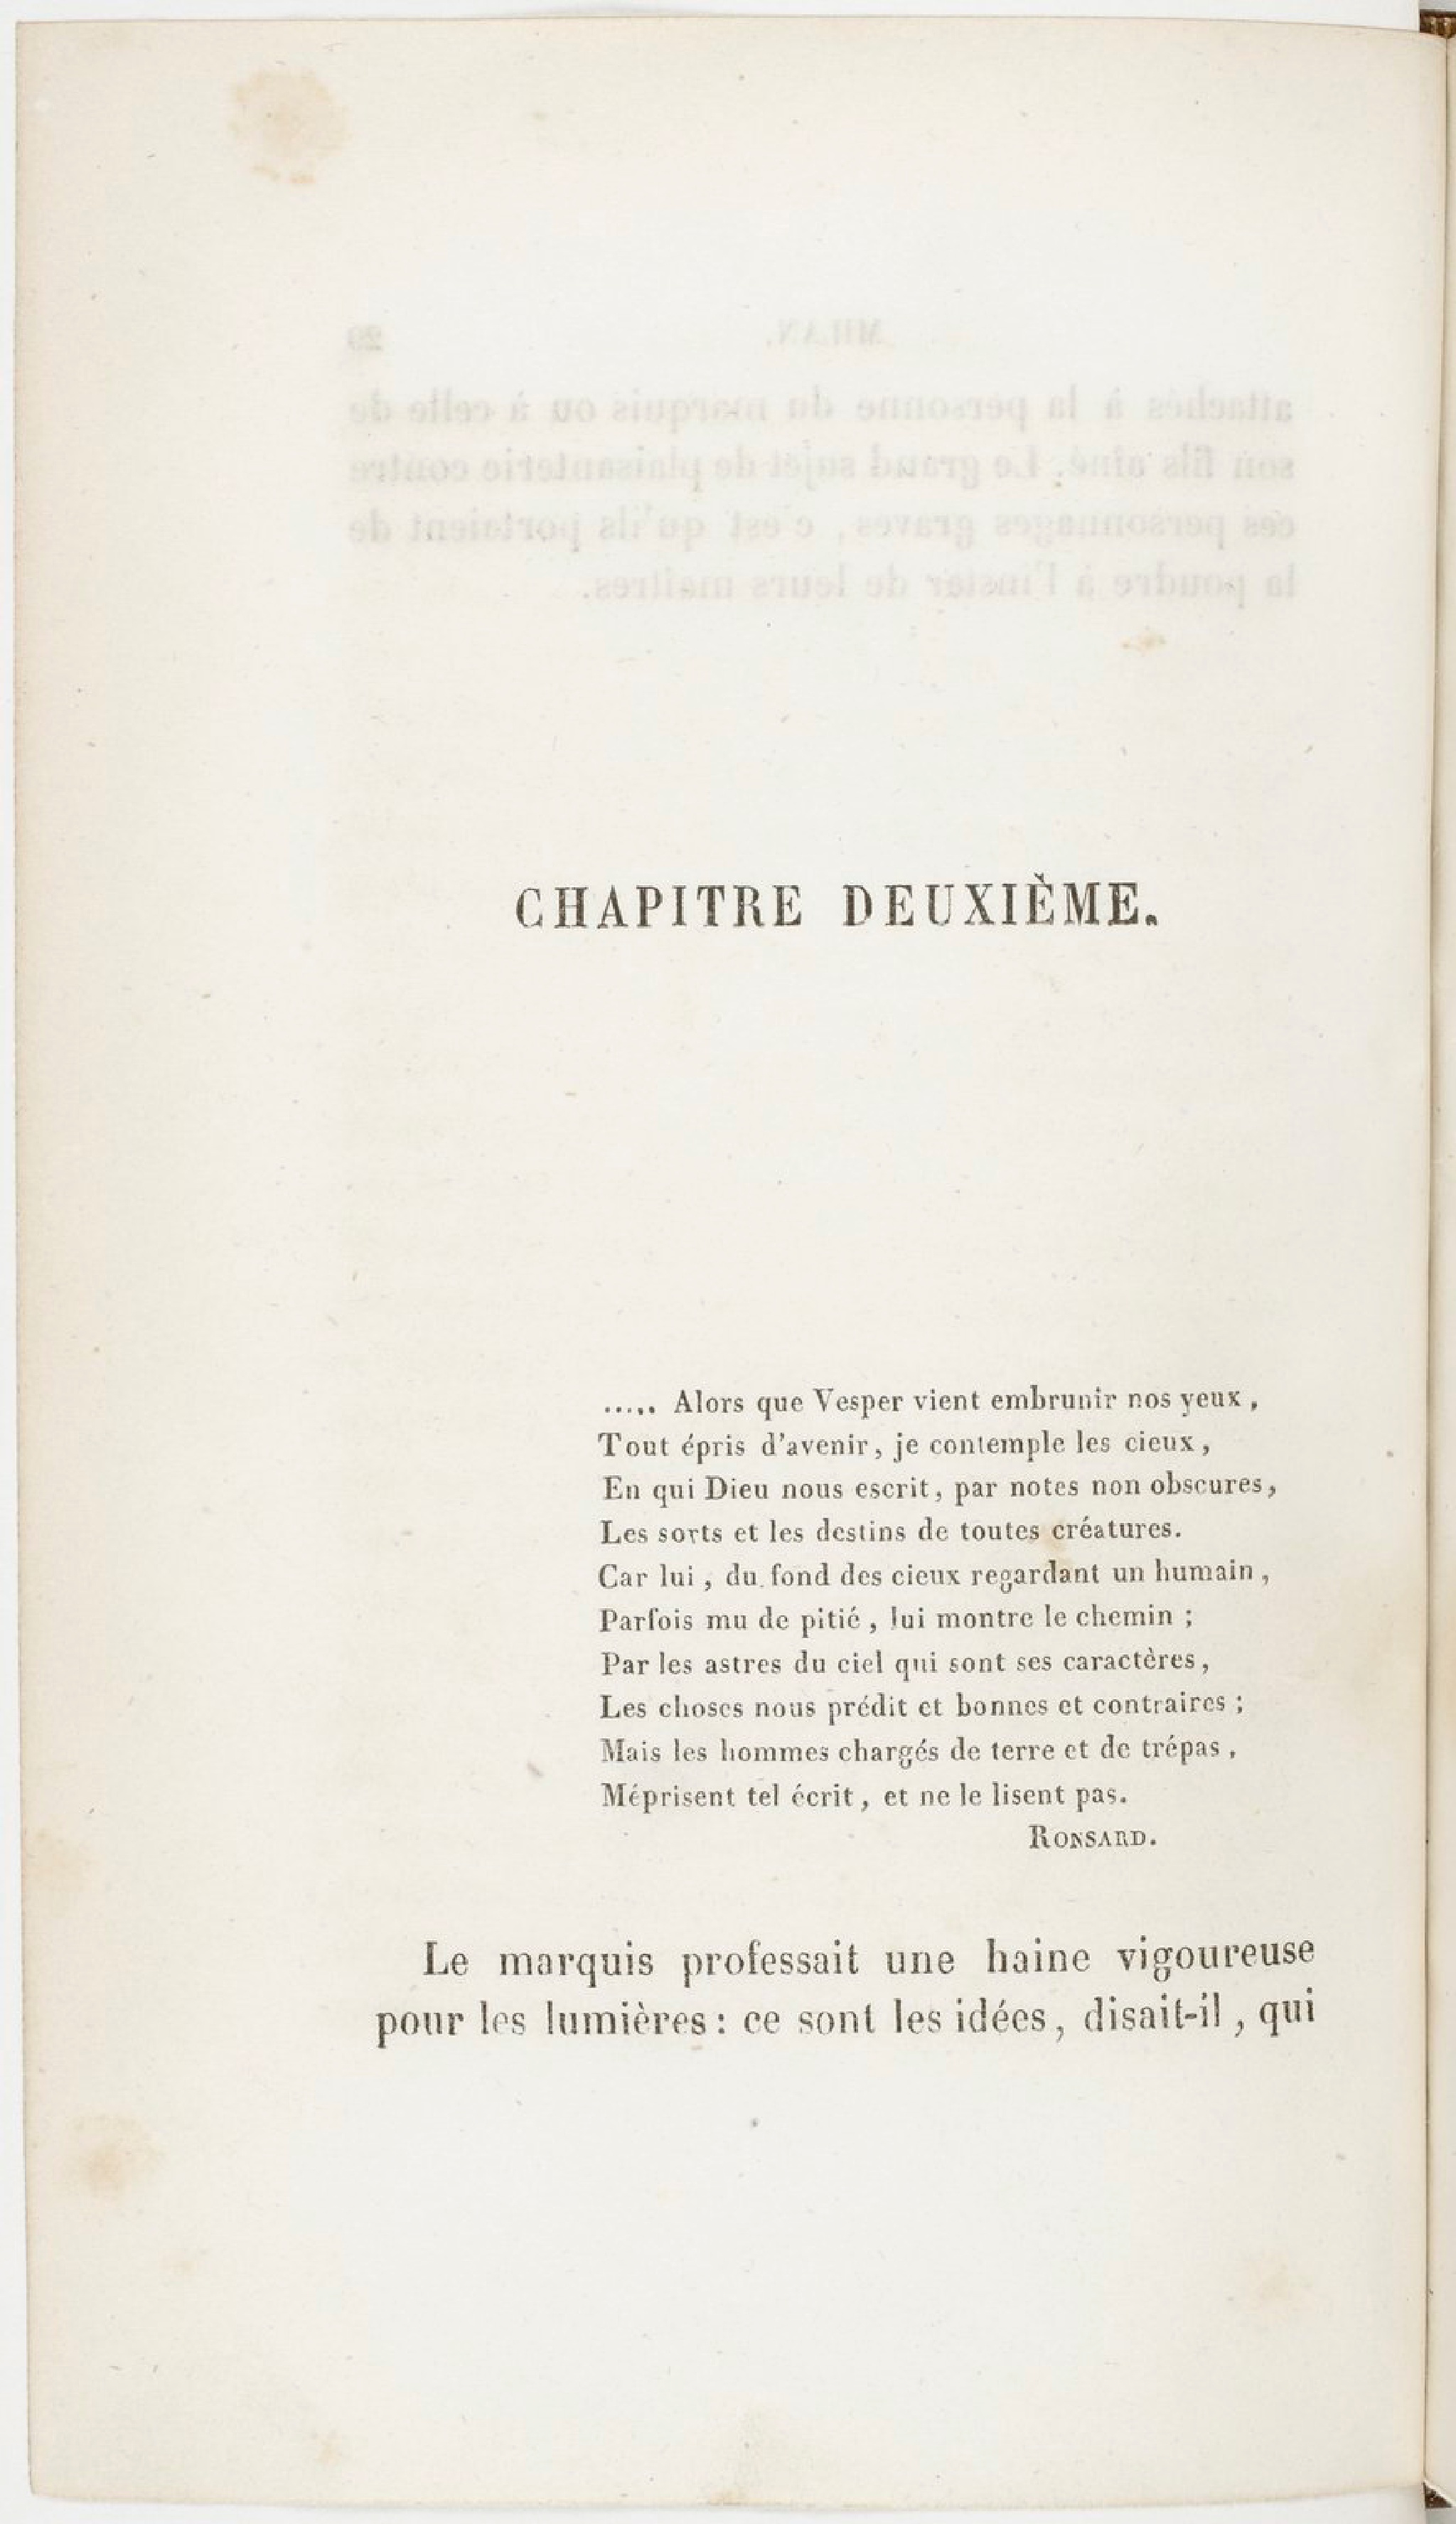 CHAPITRE DEUXIÈME.
..... Alors que Vesper vient embrunir nos yeux,
Tout épris d'avenir, je contemple les cieux,
En qui Dieu nous escrit, par notes non obscures,
Les sorts et les destins de toutes créatures.
Car lui, du fond des cieux regardant un humain,
Parfois mu de pitié, lui montre le chemin ;
Par les astres du ciel qui sont ses caractères,
Les choses nous prédit et bonnes et contraires ;
Mais les hommes chargés de terre et de trépas,
Méprisent tel écrit, et ne le lisent pas.
RONSARD.
Le marquis professait une haine vigoureuse
pour les lumières : ce sont les idées, disait-il, qui